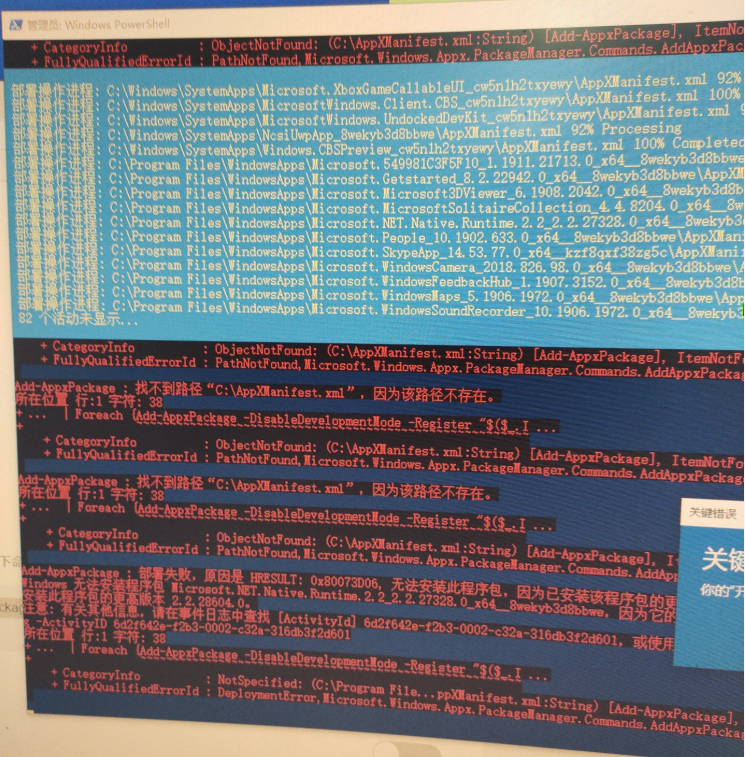 管理员: Windows PowerShell
+ CategoryInfo : ObjectNotFound: (C:\AppXManifest.xml:String) [Add-AppxPackage], ItemNo
+ FullyQualifiedErrorId : PathNotFound,Microsoft.Windows.Appx.PackageManager.Commands.AddAppxPac
部署操作进程: C:\Windows\SystemApps\Microsoft.XboxGameCallableUI_cw5n1h2txyewy\AppXManifest.xml 92%
部署操作进程: C:\Windows\SystemApps\MicrosoftWindows.Client.CBS_cw5n1h2txyewy\AppXManifest.xml 100%
部署操作进程: C:\Windows\SystemApps\MicrosoftWindows.UndockedDevKit_cw5n1h2txyewy\AppXManifest.xml
部署操作进程: C:\Windows\SystemApps\NcsiUwpApp_8wekyb3d8bbwe\AppXManifest.xml 92% Processing
部署操作进程: C:\Windows\SystemApps\Windows.CBSPreview_cw5n1h2txyewy\AppXManifest.xml 100% Completed
部署操作进程: C:\Program Files\WindowsApps\Microsoft.549981C3F5F10_1.1911.21713.0_x64__8wekyb3d8bbwe
部署操作进程: C:\Program Files\WindowsApps\Microsoft.Getstarted_8.2.22942.0_x64__8wekyb3d8bbwe\AppXM
部署操作进程: C:\Program Files\WindowsApps\Microsoft.Microsoft3DViewer_6.1908.2042.0_x64__8wekyb3d8b
部署操作进程: C:\Program Files\WindowsApps\Microsoft.MicrosoftSolitaireCollection_4.4.8204.0_x64__8we
部署操作进程: C:\Program Files\WindowsApps\Microsoft.NET.Native.Runtime.2.2_2.2.27328.0_x64__8wekyb3
部署操作进程: C:\Program Files\WindowsApps\Microsoft.People_10.1902.633.0_x64__8wekyb3d8bbwe\AppXMan
部署操作进程: C:\Program Files\WindowsApps\Microsoft.SkypeApp_14.53.77.0_x64__kzf8qxf38zg5c\AppXMani
部署操作进程: C:\Program Files\WindowsApps\Microsoft.WindowsCamera_2018.826.98.0_x64__8wekyb3d8bbwe\A
部署操作进程: C:\Program Files\WindowsApps\Microsoft.WindowsFeedbackHub_1.1907.3152.0_x64__8wekyb3d8b
部署操作进程: C:\Program Files\WindowsApps\Microsoft.WindowsMaps_5.1906.1972.0_x64__8wekyb3d8bbwe\App
部署操作进程: C:\Program Files\WindowsApps\Microsoft.WindowsSoundRecorder_10.1906.1972.0_x64__8wekyb3
82 个活动未显示...
+ CategoryInfo : ObjectNotFound: (C:\AppXManifest.xml:String) [Add-AppxPackage], ItemNotF
+ FullyQualifiedErrorId : PathNotFound,Microsoft.Windows.Appx.PackageManager.Commands.AddAppxPackag
Add-AppxPackage : 找不到路径“C:\AppXManifest.xml”，因为该路径不存在。
所在位置 行:1 字符: 38
+ ... | Foreach {Add-AppxPackage -DisableDevelopmentMode -Register "$($_.I ...
+
+ CategoryInfo : ObjectNotFound: (C:\AppXManifest.xml:String) [Add-AppxPackage], ItemNotFo
+ FullyQualifiedErrorId : PathNotFound,Microsoft.Windows.Appx.PackageManager.Commands.AddAppxPackag
Add-AppxPackage : 找不到路径“C:\AppXManifest.xml”，因为该路径不存在。
所在位置 行:1 字符: 38
+ ... | Foreach {Add-AppxPackage -DisableDevelopmentMode -Register "$($_.I ...
+
+ CategoryInfo : ObjectNotFound: (C:\AppXManifest.xml:String) [Add-AppxPackage], I
+ FullyQualifiedErrorId : PathNotFound,Microsoft.Windows.Appx.PackageManager.Commands.AddApp
Add-AppxPackage : 部署失败，原因是 HRESULT: 0x80073D06, 无法安装此程序包，因为已安装该程序包的更
Windows 无法安装程序包 Microsoft.NET.Native.Runtime.2.2_2.2.27328.0_x64__8wekyb3d8bbwe，因为它的
安装此程序包的更高版本 2.2.28604.0。
注意: 有关其他信息，请在事件日志中查找 [ActivityId] 6d2f642e-f2b3-0002-c32a-316db3f2d601，或使用
g -ActivityID 6d2f642e-f2b3-0002-c32a-316db3f2d601
所在位置 行:1 字符: 38
+ ... | Foreach {Add-AppxPackage -DisableDevelopmentMode -Register "$($_.I ...
+
+ CategoryInfo : NotSpecified: (C:\Program File...ppXManifest.xml:String) [Add-AppxPackage],
+ FullyQualifiedErrorId : DeploymentError,Microsoft.Windows.Appx.PackageManager.Commands.AddAppxPack
关键错误
关键
你的“开
下命
ckag